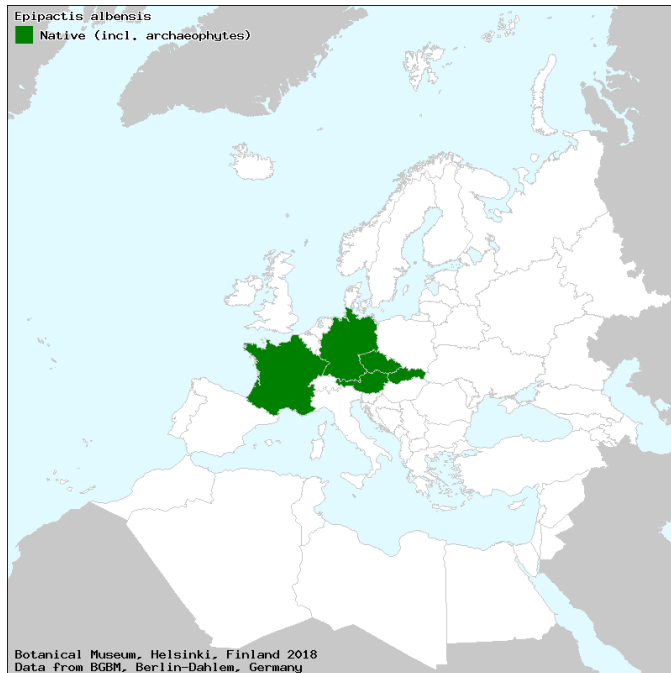 Epipactis albensis
Native (incl. archaeophytes)
Botanical Museum, Helsinki, Finland 2018
Data from BGBM, Berlin-Dahlem, Germany